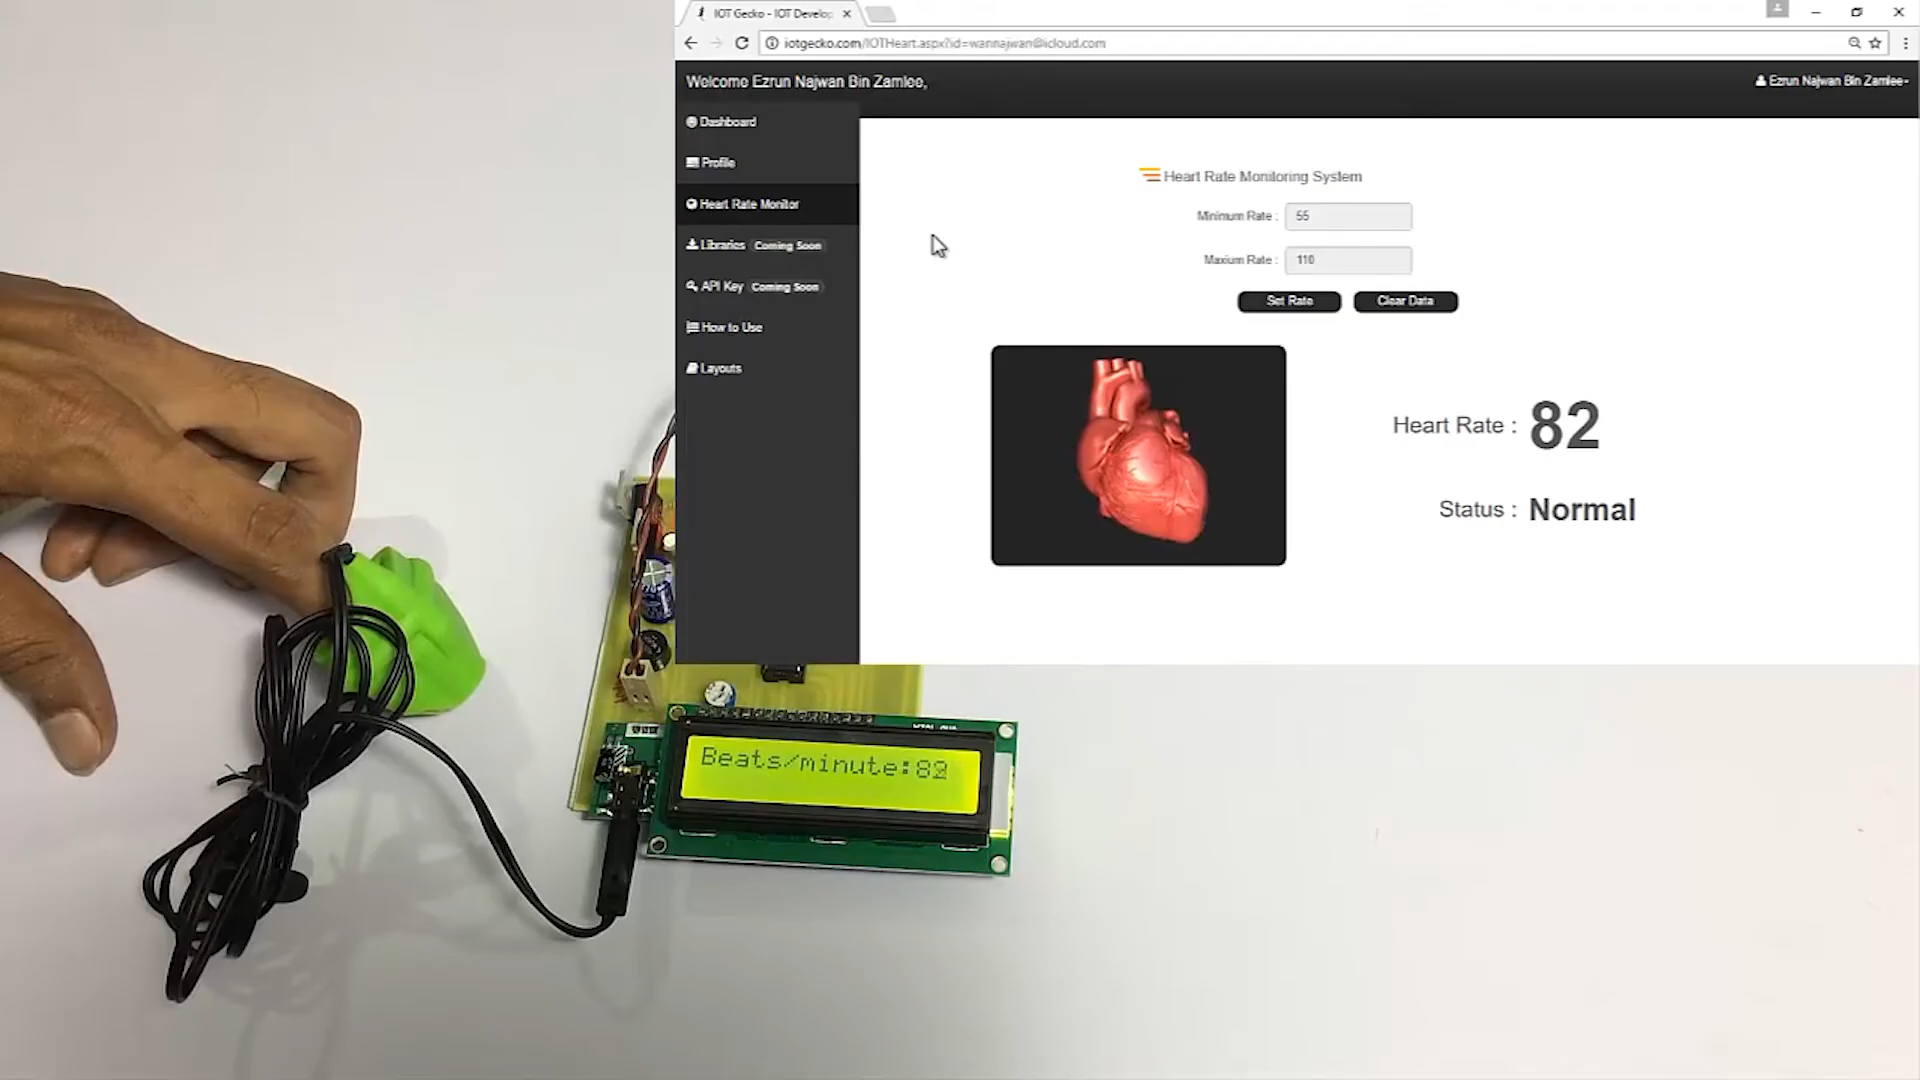 IOT Gecko - IOT Develop
iotgecko.com/IOTHeart.aspx?id=wannajwan@icloud.com
Welcome Ezrun Najwan Bin Zamlee,
Ezrun Najwan Bin Zamlee
Dashboard
Profile
Heart Rate Monitor
Libraries Coming Soon
API Key Coming Soon
How to Use
Layouts
Heart Rate Monitoring System
Minimum Rate : 55
Maxium Rate : 110
Set Rate Clear Data
Heart Rate : 82
Status : Normal
Beats/minute:82